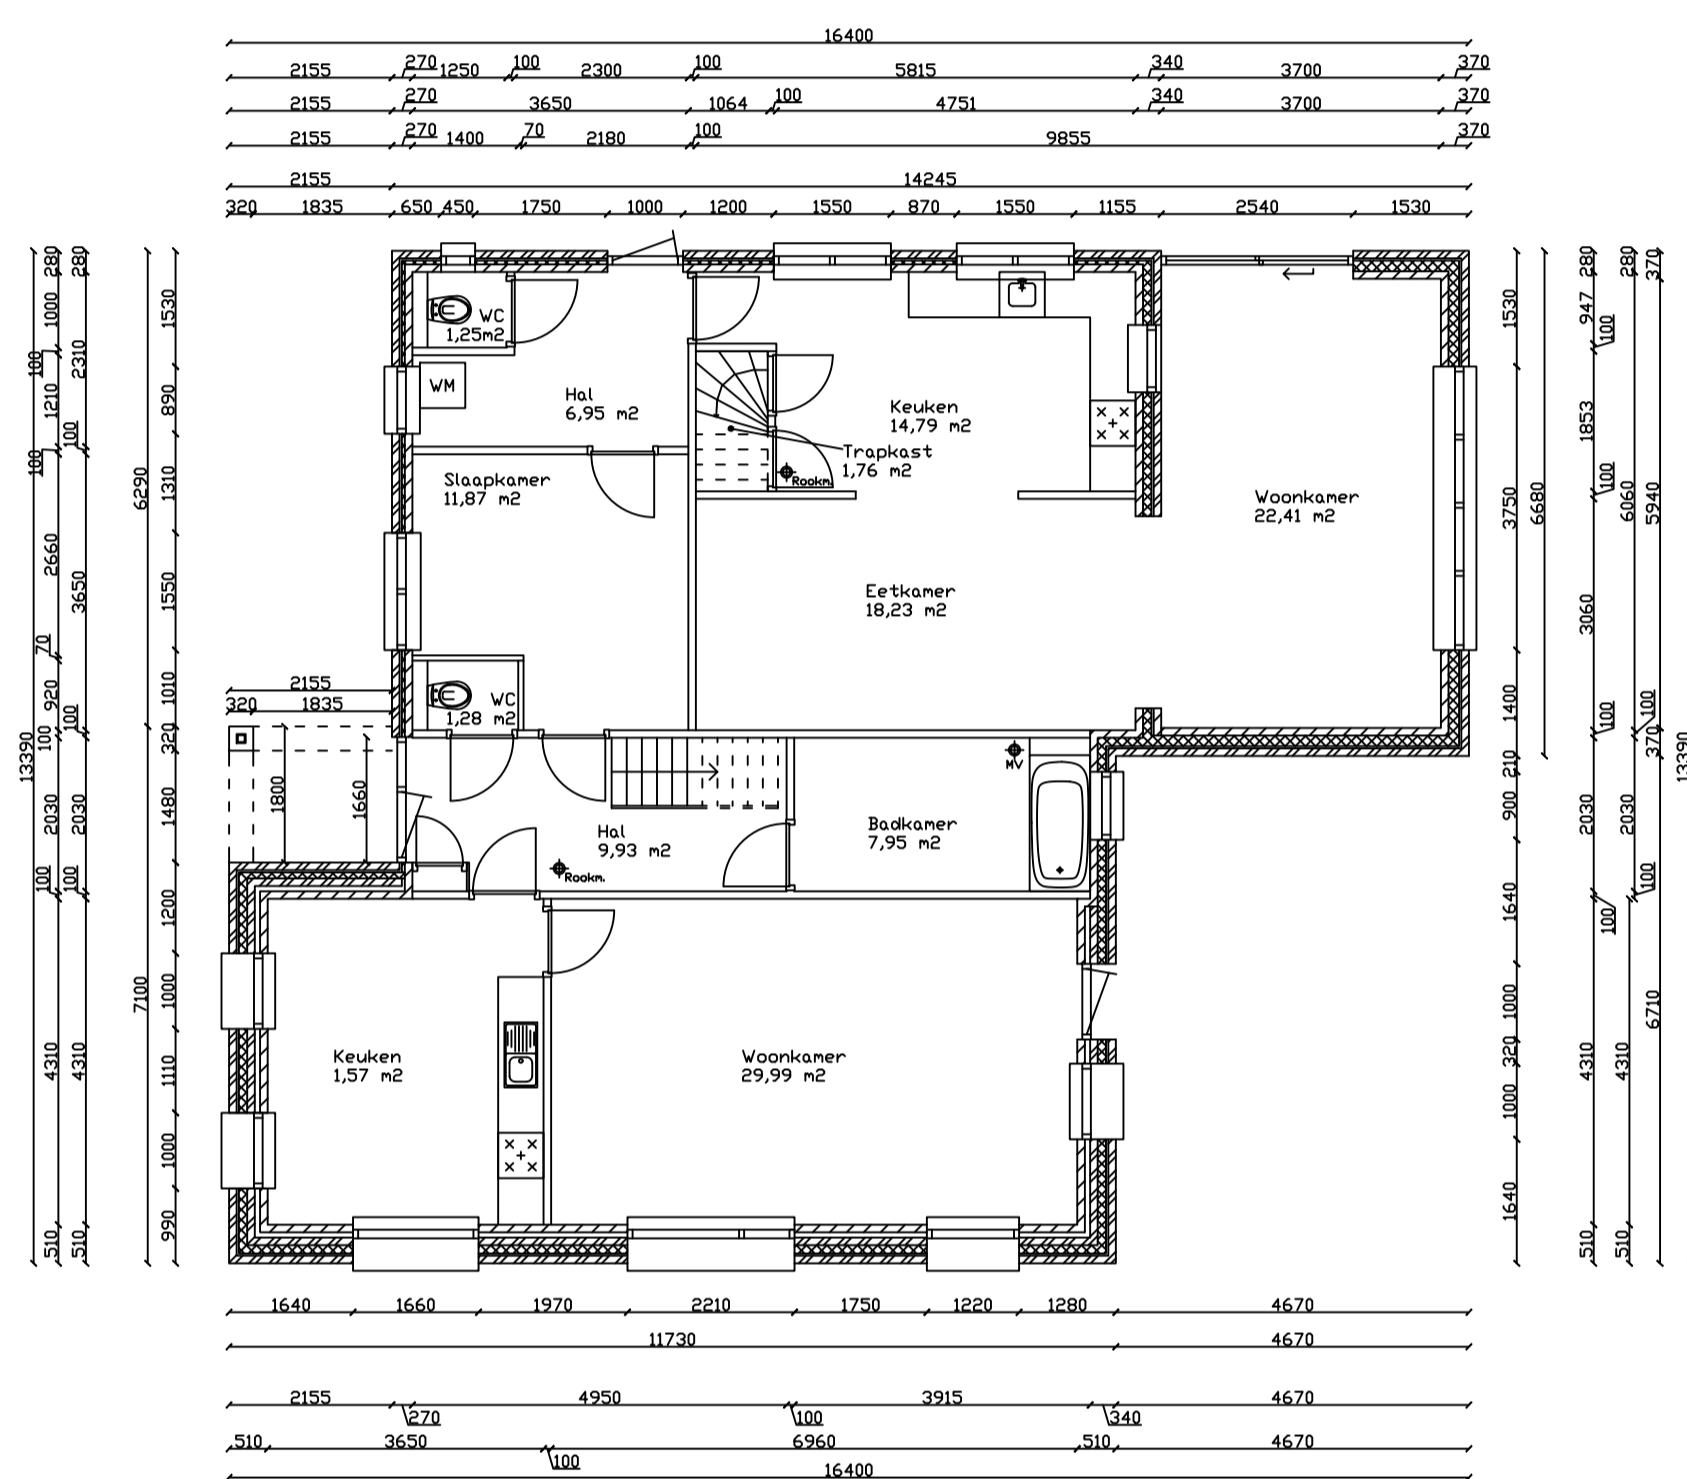 16400
2155 270 1250 100 2300 100 5815 340 3700 370
2155 270 3650 1064 100 4751 340 3700 370
2155 270 1400 70 2180 100 9855 370
2155 14245
320 1835 650 450 1750 1000 1200 1550 870 1550 1155 2540 1530
13390
280 1000 100 1210 100 2660 70 920 100 2030 100 4310 510
280 2310 100 3650 100 2030 100 4310 510
6290 7100
1530 890 1310 1550 1010 320 1480 1200 1000 1110 1000 990
WC
1,25m2
WM
Hal
6,95 m2
Keuken
14,79 m2
Trapkast
1,76 m2
Rookm.
Slaapkamer
11,87 m2
Woonkamer
22,41 m2
Eetkamer
18,23 m2
WC
1,28 m2
2155
320 1835
1800
1660
MV
Hal
9,93 m2
Badkamer
7,95 m2
Rookm.
Keuken
1,57 m2
Woonkamer
29,99 m2
1530 3750 1400 210 900 1640 1000 320 1000 1640
6680
280 947 100 1853 100 3060 100 2030 100 4310 510
280 6060 100 2030 100 4310 510
370 5940 370 6710
13390
1640 1660 1970 2210 1750 1220 1280 4670
11730 4670
2155 270 4950 100 3915 340 4670
510 3650 100 6960 510 4670
16400